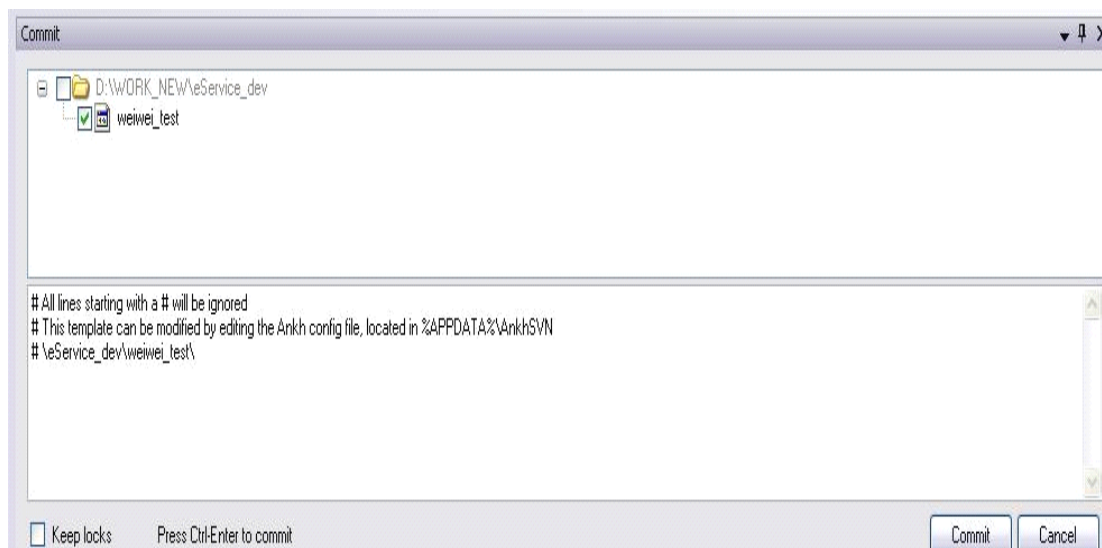 Commit
D:\WORK_NEW\eService_dev
weiwei_test
# All lines starting with a # will be ignored
# This template can be modified by editing the Ankh config file, located in %APPDATA%\AnkhSVN
# \eService_dev\weiwei_test\
Keep locks Press Ctrl-Enter to commit Commit Cancel